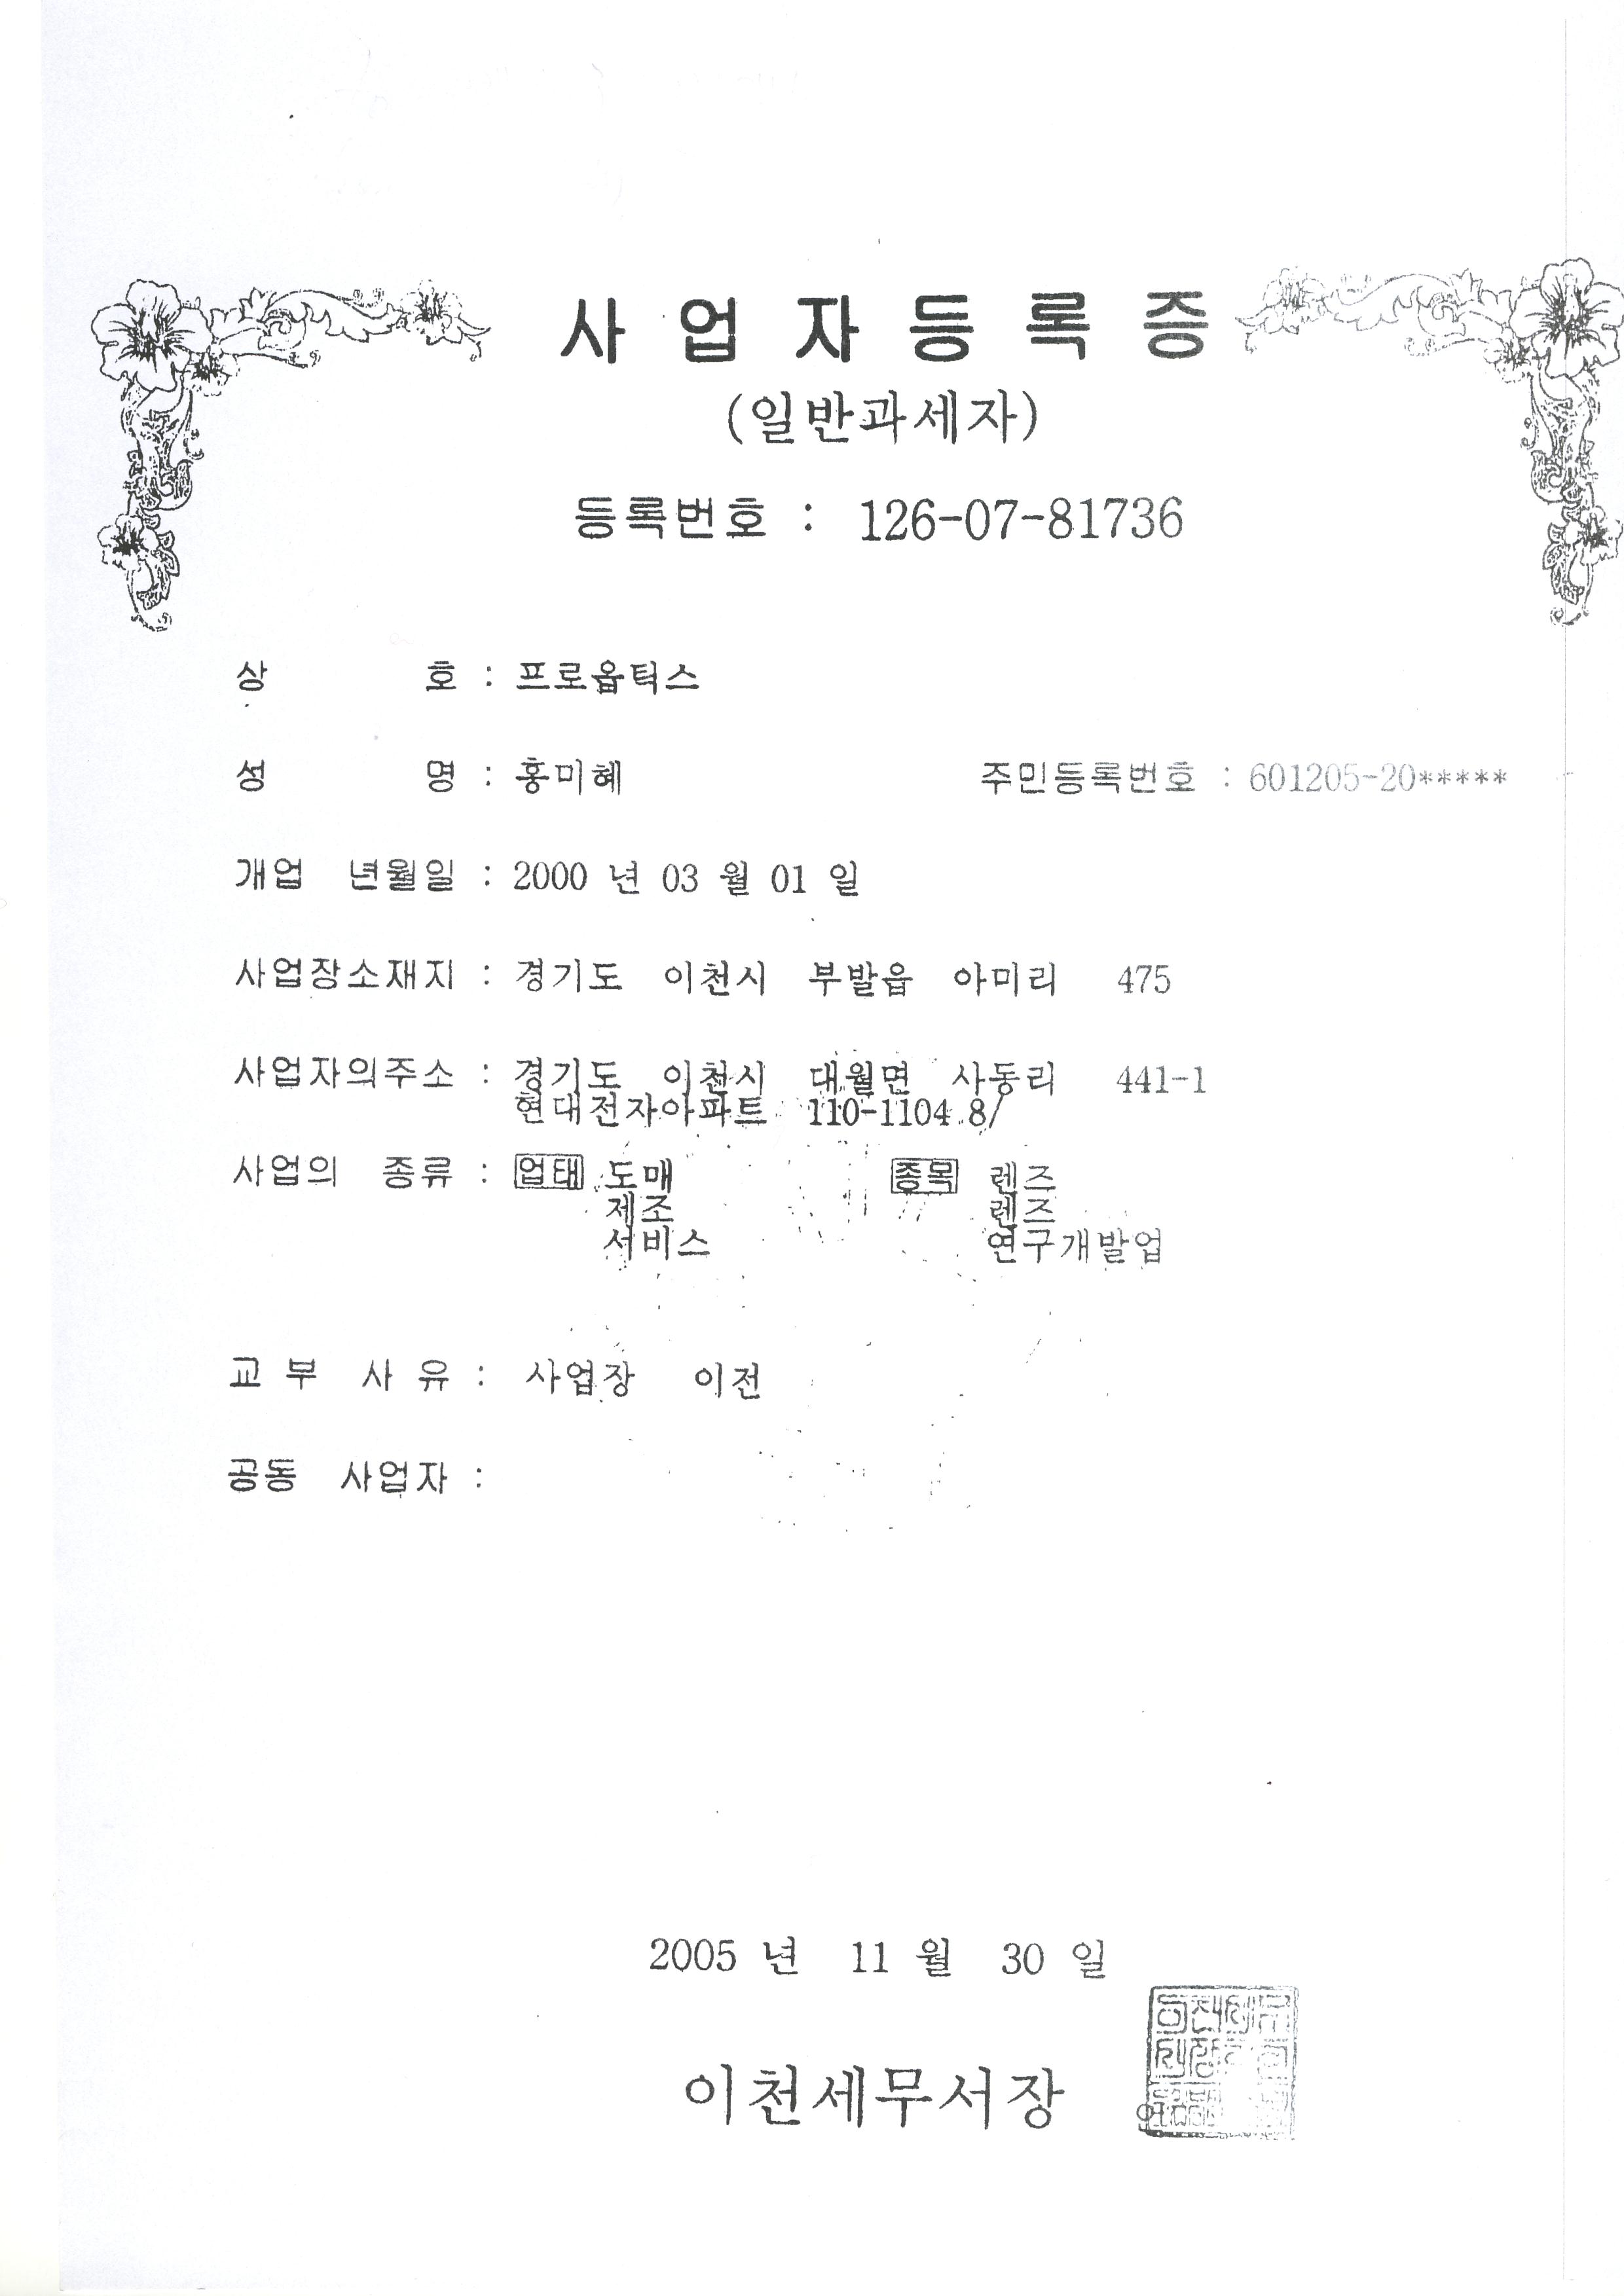 사업자등록증
(일반과세자)
등록번호 : 126-07-81736
상 호 : 프로옵틱스
성 명 : 홍미혜 주민등록번호 : 601205-20*****
개업 년월일 : 2000 년 03 월 01 일
사업장소재지 : 경기도 이천시 부발읍 아미리 475
사업자의주소 : 경기도 이천시 대월면 사동리 441-1
현대전자아파트 110-1104 8/
사업의 종류 : 업태 도매 종목 렌즈
제조 렌즈
서비스 연구개발업
교 부 사 유 : 사업장 이전
공동 사업자 :
2005 년 11 월 30 일
이천세무서장